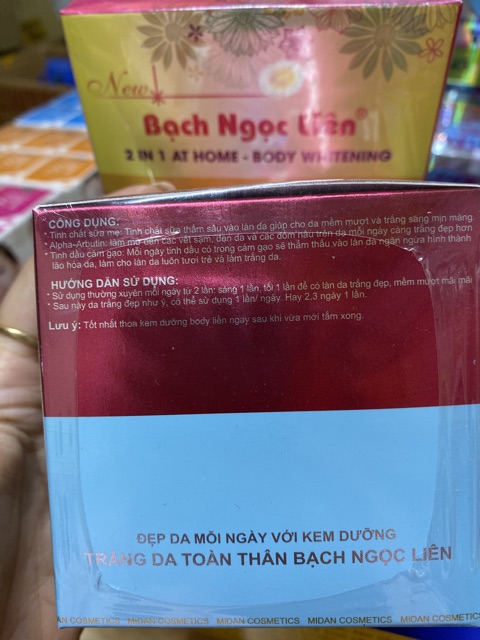 New
Bạch Ngọc Liên®
2 IN 1 AT HOME - BODY WHITENING
CÔNG DỤNG:
* Tinh chất sữa mẹ: Tinh chất sữa thấm sâu vào làn da giúp cho da mềm mượt và trắng sáng mịn màng.
* Alpha-Arbutin: làm mờ dần các vết sạm, đen da và các đốm nâu trên da mỗi ngày càng trắng đẹp hơn
* Tinh dầu cám gạo: Mỗi ngày tinh dầu có trong cám gạo sẽ thẩm thấu vào làn da ngăn ngừa hình thành
lão hóa da, làm cho làn da luôn tươi trẻ và làm trắng da.
HƯỚNG DẪN SỬ DỤNG:
* Sử dụng thường xuyên mỗi ngày từ 2 lần: sáng 1 lần, tối 1 lần để có làn da trắng đẹp, mềm mượt mãi mãi
* Sau này da trắng đẹp như ý, có thể sử dụng 1 lần/ ngày. Hay 2,3 ngày 1 lần.
Lưu ý: Tốt nhất thoa kem dưỡng body liền ngay sau khi vừa mới tắm xong.
ĐẸP DA MỖI NGÀY VỚI KEM DƯỠNG
TRẮNG DA TOÀN THÂN BẠCH NGỌC LIÊN
MIDAN COSMETICS MIDAN COSMETICS MIDAN COSMETICS MIDAN COSMETICS MIDAN COSMETICS